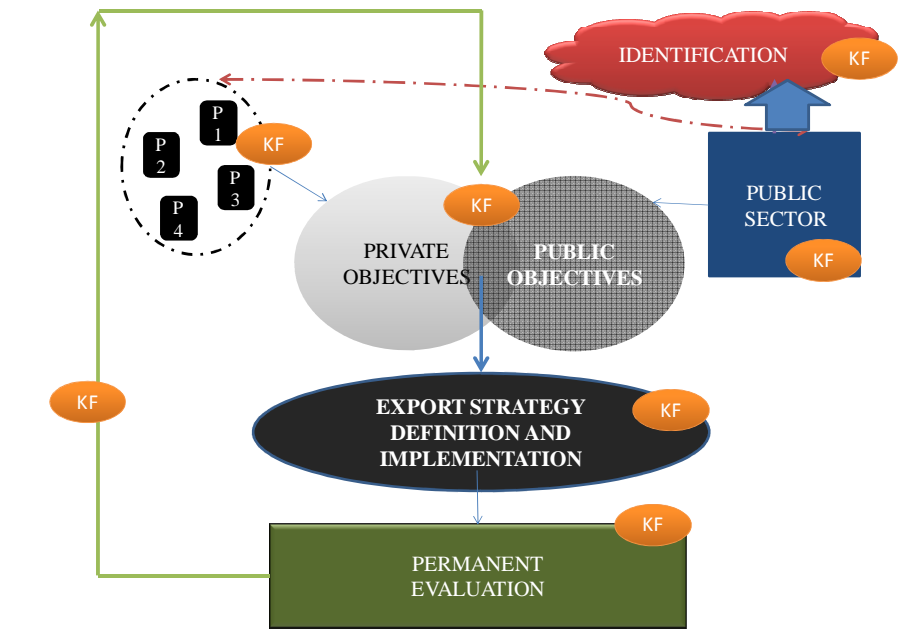 IDENTIFICATION
KF
P
1
P
2
KF
P
3
P
4
KF
PUBLIC
SECTOR
KF
PRIVATE
OBJECTIVES
PUBLIC
OBJECTIVES
KF
EXPORT STRATEGY
DEFINITION AND
IMPLEMENTATION
KF
KF
PERMANENT
EVALUATION